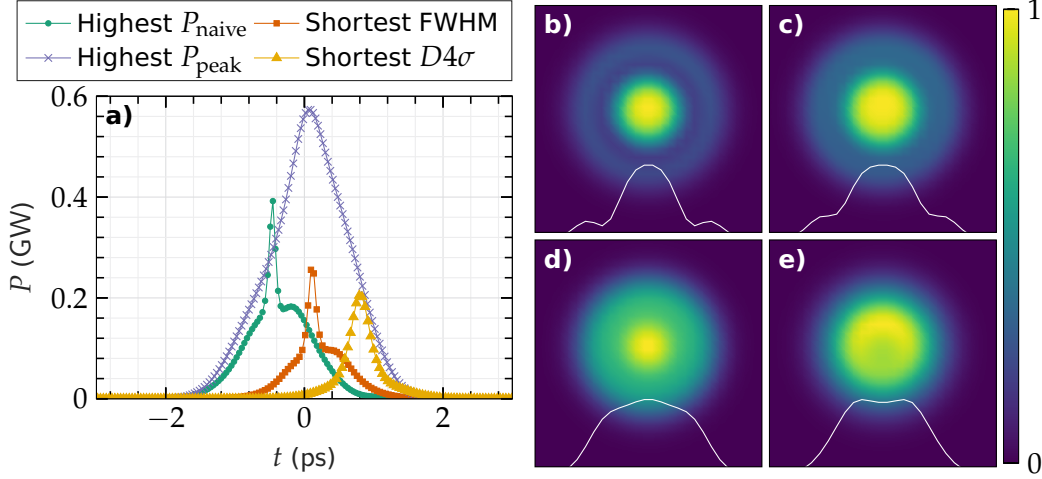 Highest P_naive Shortest FWHM
Highest P_peak Shortest D4σ
a)
0.6
0.4
0.2
0
P (GW)
−2 0 2
t (ps)
b) c)
d) e)
1
0